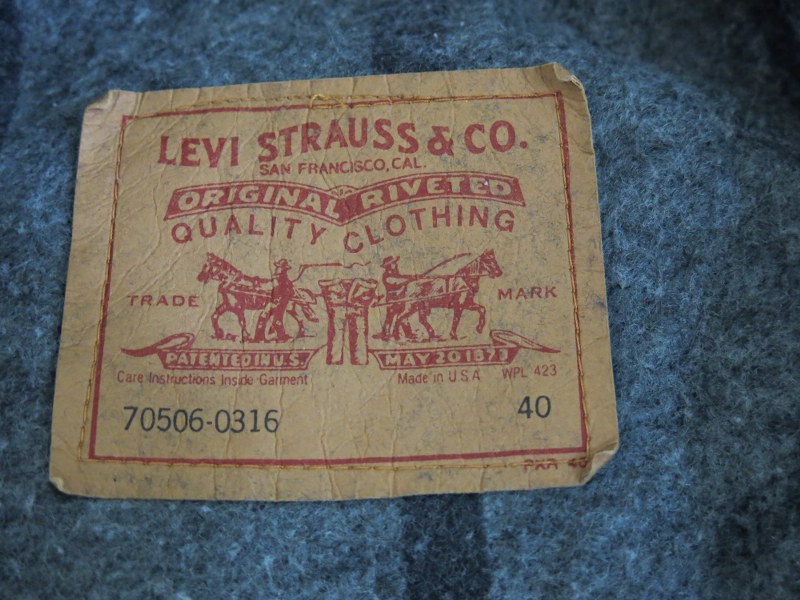 LEVI STRAUSS & CO.
SAN FRANCISCO, CAL.
ORIGINAL RIVETED
QUALITY CLOTHING
TRADE MARK
PATENTED IN U.S. MAY 20 1873
Care Instructions Inside Garment Made in U S A WPL 423
70506-0316 40